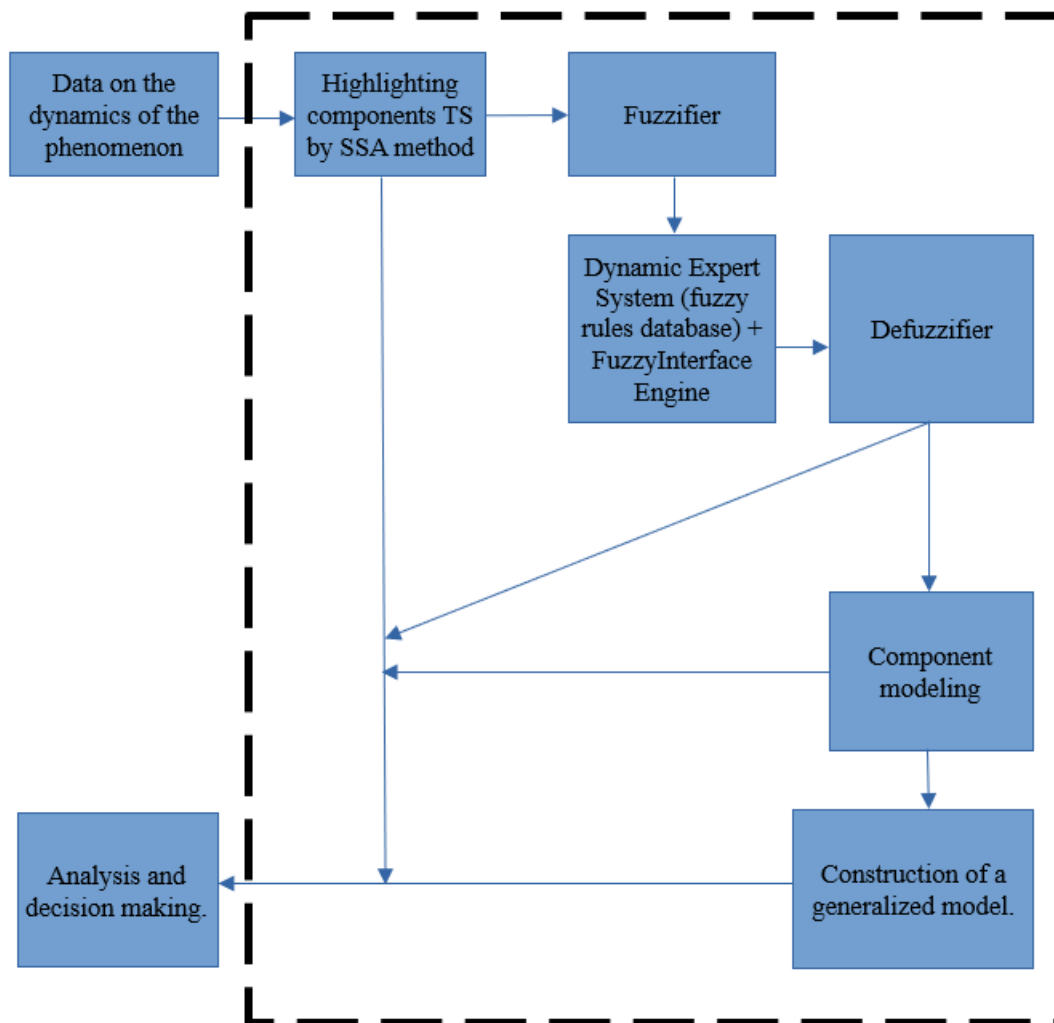 Data on the
dynamics of the
phenomenon
Highlighting
components TS
by SSA method
Fuzzifier
Dynamic Expert
System (fuzzy
rules database) +
FuzzyInterface
Engine
Defuzzifier
Component
modeling
Analysis and
decision making.
Construction of a
generalized model.